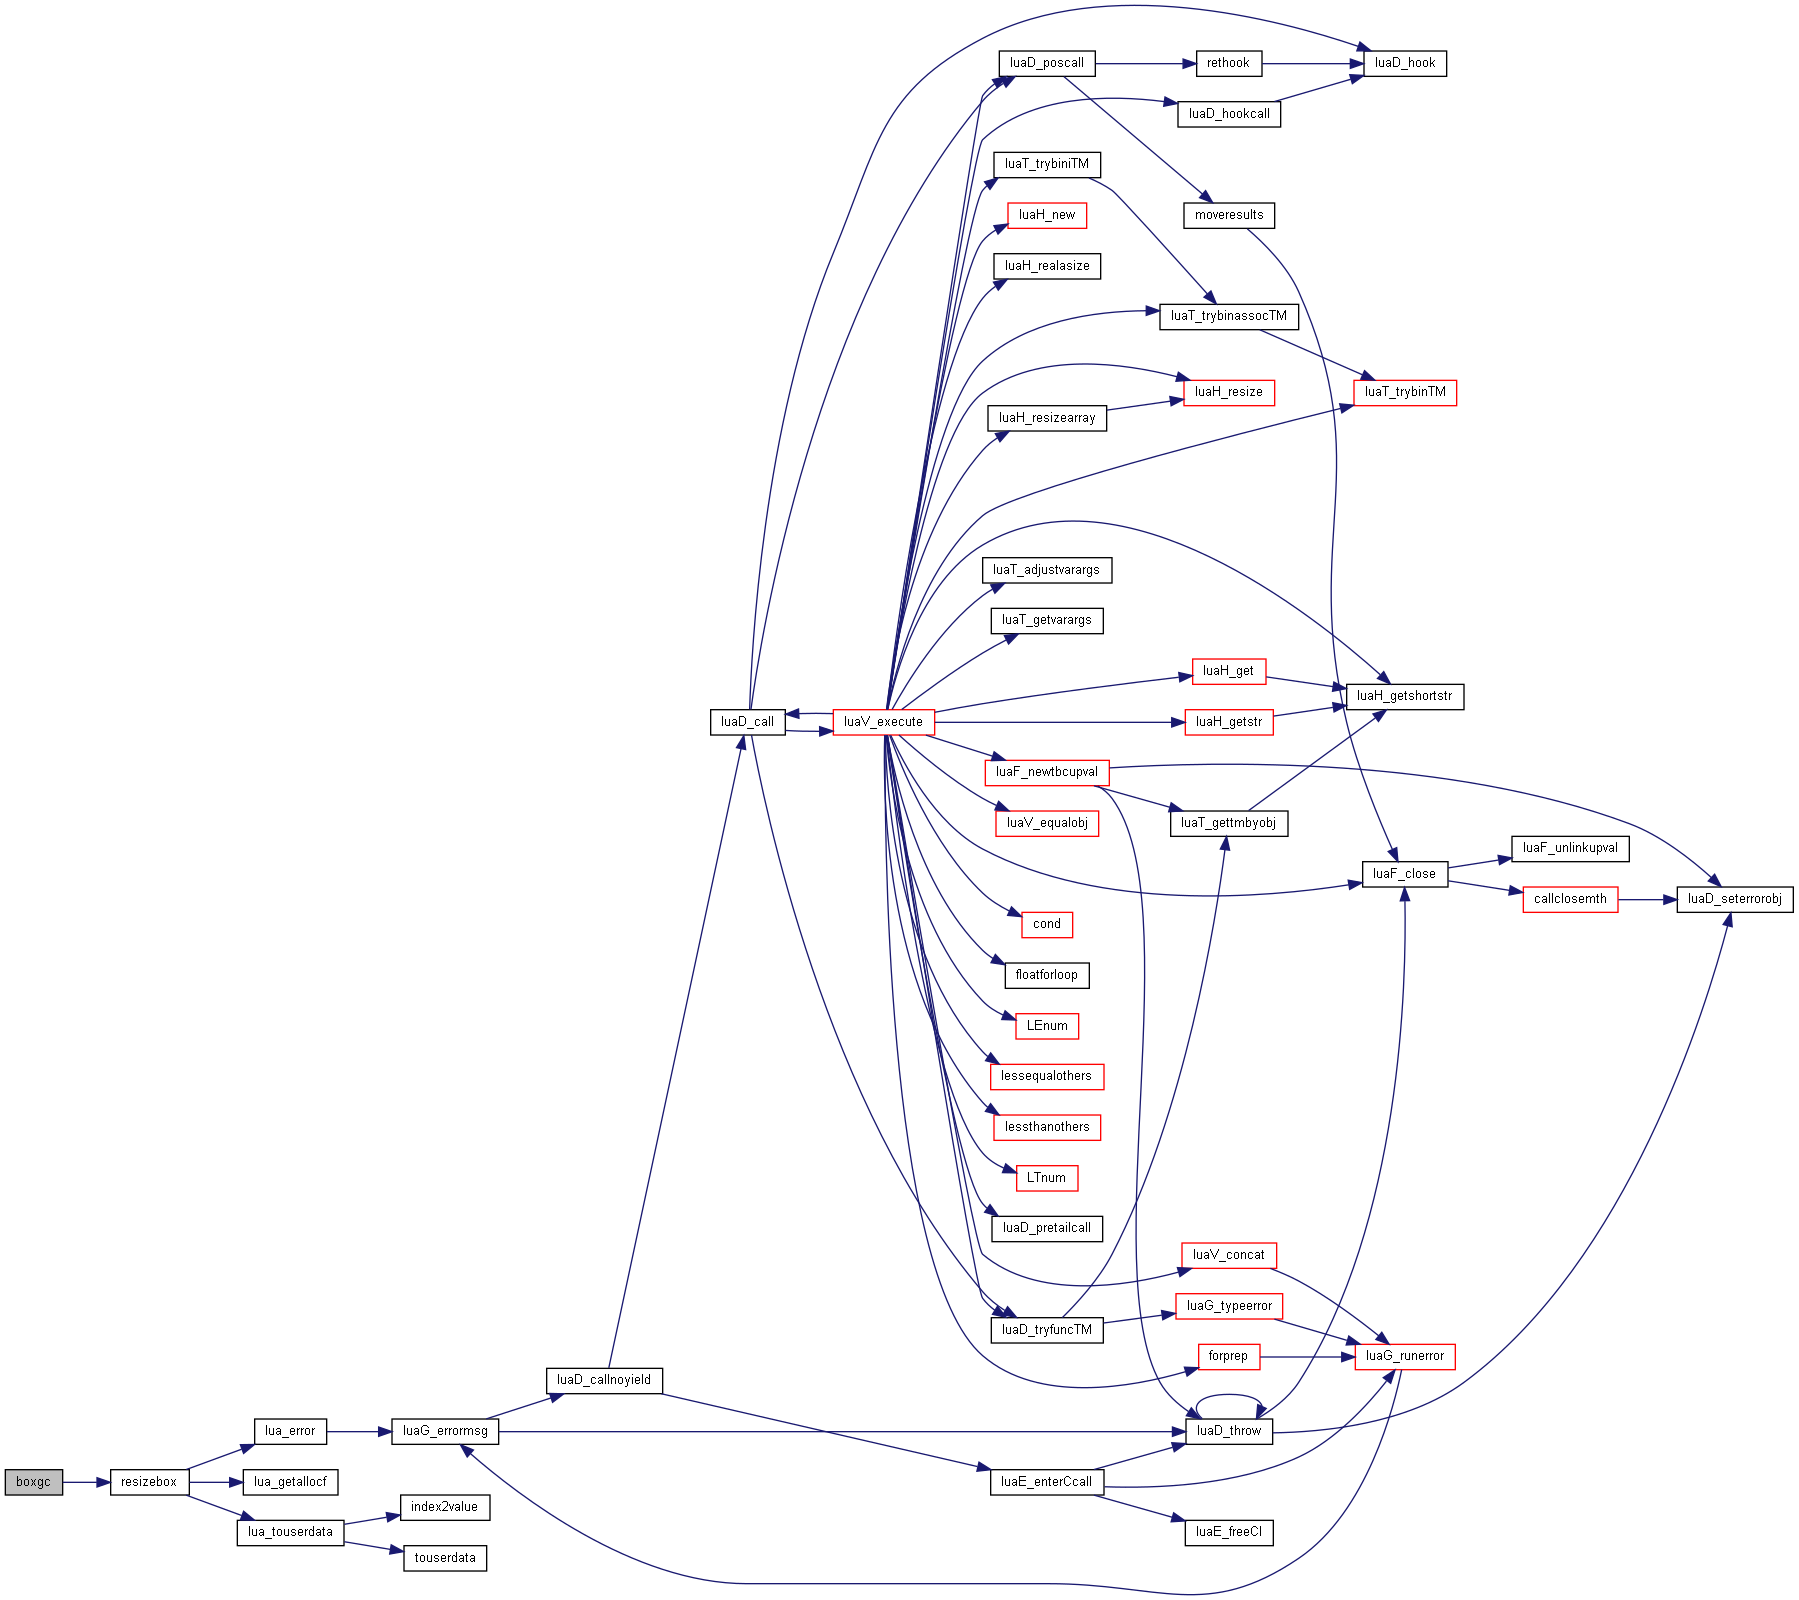 luaD_poscall
rethook
luaD_hook
luaD_hookcall
luaT_trybiniTM
luaH_new
moveresults
luaH_realasize
luaT_trybinassocTM
luaH_resize
luaT_trybinTM
luaH_resizearray
luaT_adjustvarargs
luaT_getvarargs
luaH_get
luaH_getshortstr
luaD_call
luaV_execute
luaH_getstr
luaF_newtbcupval
luaV_equalobj
luaT_gettmbyobj
luaF_unlinkupval
luaF_close
callclosemth
luaD_seterrorobj
cond
floatforloop
LEnum
lessequalothers
lessthanothers
LTnum
luaD_pretailcall
luaV_concat
luaG_typeerror
luaD_tryfuncTM
forprep
luaG_runerror
luaD_callnoyield
lua_error
luaG_errormsg
luaD_throw
boxgc
resizebox
lua_getallocf
luaE_enterCcall
index2value
lua_touserdata
luaE_freeCI
touserdata